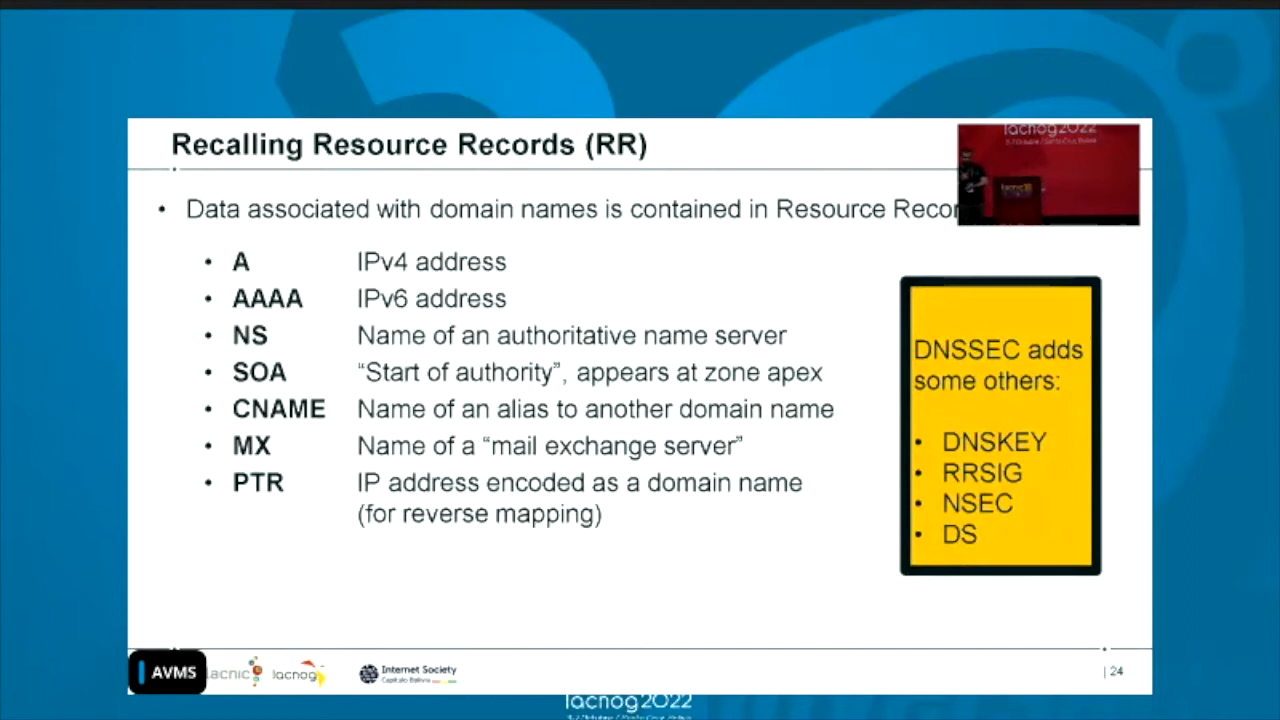 Recalling Resource Records (RR)
lacnog2022
• Data associated with domain names is contained in Resource Recor
• A IPv4 address
• AAAA IPv6 address
• NS Name of an authoritative name server
• SOA “Start of authority”, appears at zone apex
• CNAME Name of an alias to another domain name
• MX Name of a “mail exchange server”
• PTR IP address encoded as a domain name
(for reverse mapping)
DNSSEC adds
some others:
• DNSKEY
• RRSIG
• NSEC
• DS
AVMS
lacnic
lacnog
Internet Society
Capítulo Bolivia
| 24
lacnog2022